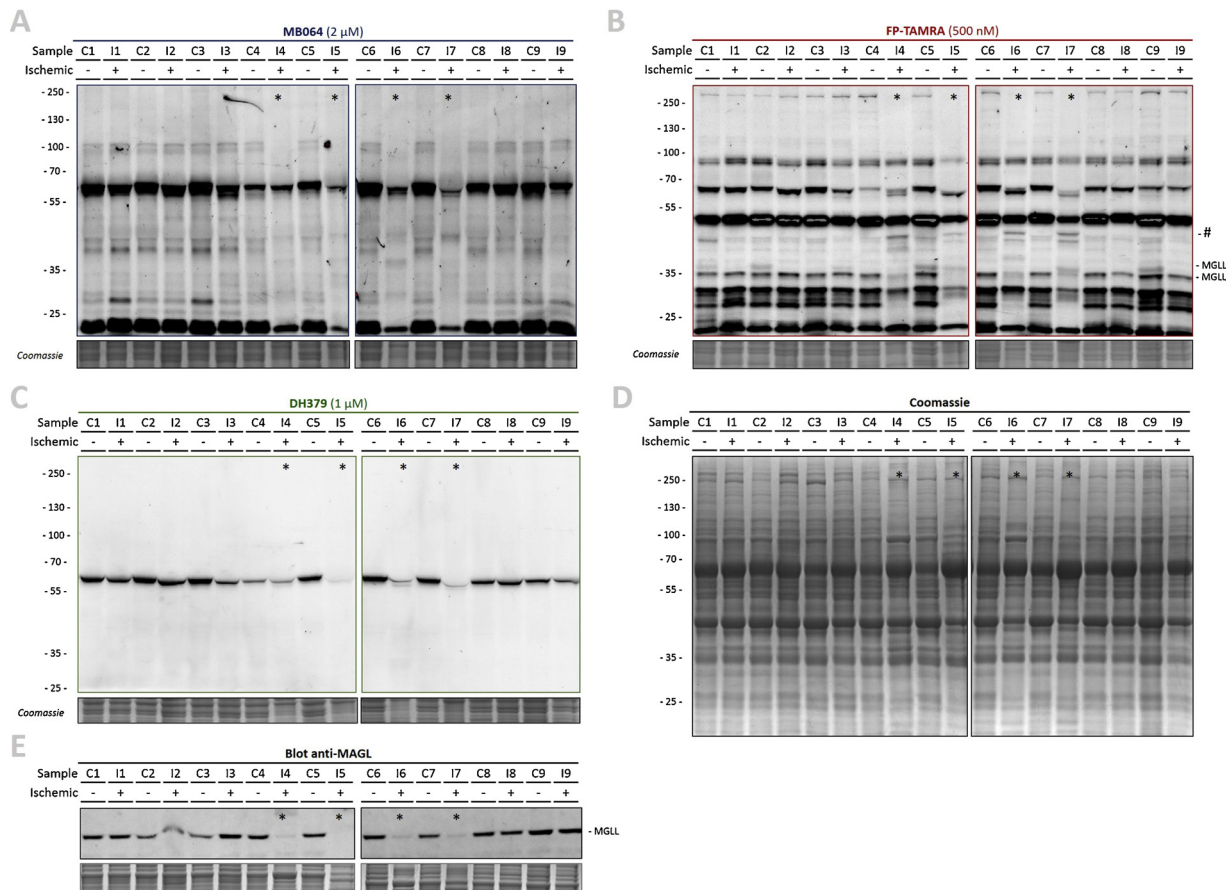 A
MB064 (2 µM)
Sample C1 I1 C2 I2 C3 I3 C4 I4 C5 I5 C6 I6 C7 I7 C8 I8 C9 I9
Ischemic - + - + - + - + - + - + - + - + - +
- 250 -
* * * *
- 130 -
- 100 -
- 70 -
- 55 -
- 35 -
- 25 -
Coomassie
B
FP-TAMRA (500 nM)
Sample C1 I1 C2 I2 C3 I3 C4 I4 C5 I5 C6 I6 C7 I7 C8 I8 C9 I9
Ischemic - + - + - + - + - + - + - + - + - +
* * * *
- 250 -
- 130 -
- 100 -
- 70 -
- 55 -
- #
- MGLL
- 35 -
- MGLL
- 25 -
Coomassie
C
DH379 (1 µM)
Sample C1 I1 C2 I2 C3 I3 C4 I4 C5 I5 C6 I6 C7 I7 C8 I8 C9 I9
Ischemic - + - + - + - + - + - + - + - + - +
* * * *
- 250 -
- 130 -
- 100 -
- 70 -
- 55 -
- 35 -
- 25 -
Coomassie
D
Coomassie
Sample C1 I1 C2 I2 C3 I3 C4 I4 C5 I5 C6 I6 C7 I7 C8 I8 C9 I9
Ischemic - + - + - + - + - + - + - + - + - +
* * * *
- 250 -
- 130 -
- 100 -
- 70 -
- 55 -
- 35 -
- 25 -
E
Blot anti-MAGL
Sample C1 I1 C2 I2 C3 I3 C4 I4 C5 I5 C6 I6 C7 I7 C8 I8 C9 I9
Ischemic - + - + - + - + - + - + - + - + - +
* * * *
- MGLL